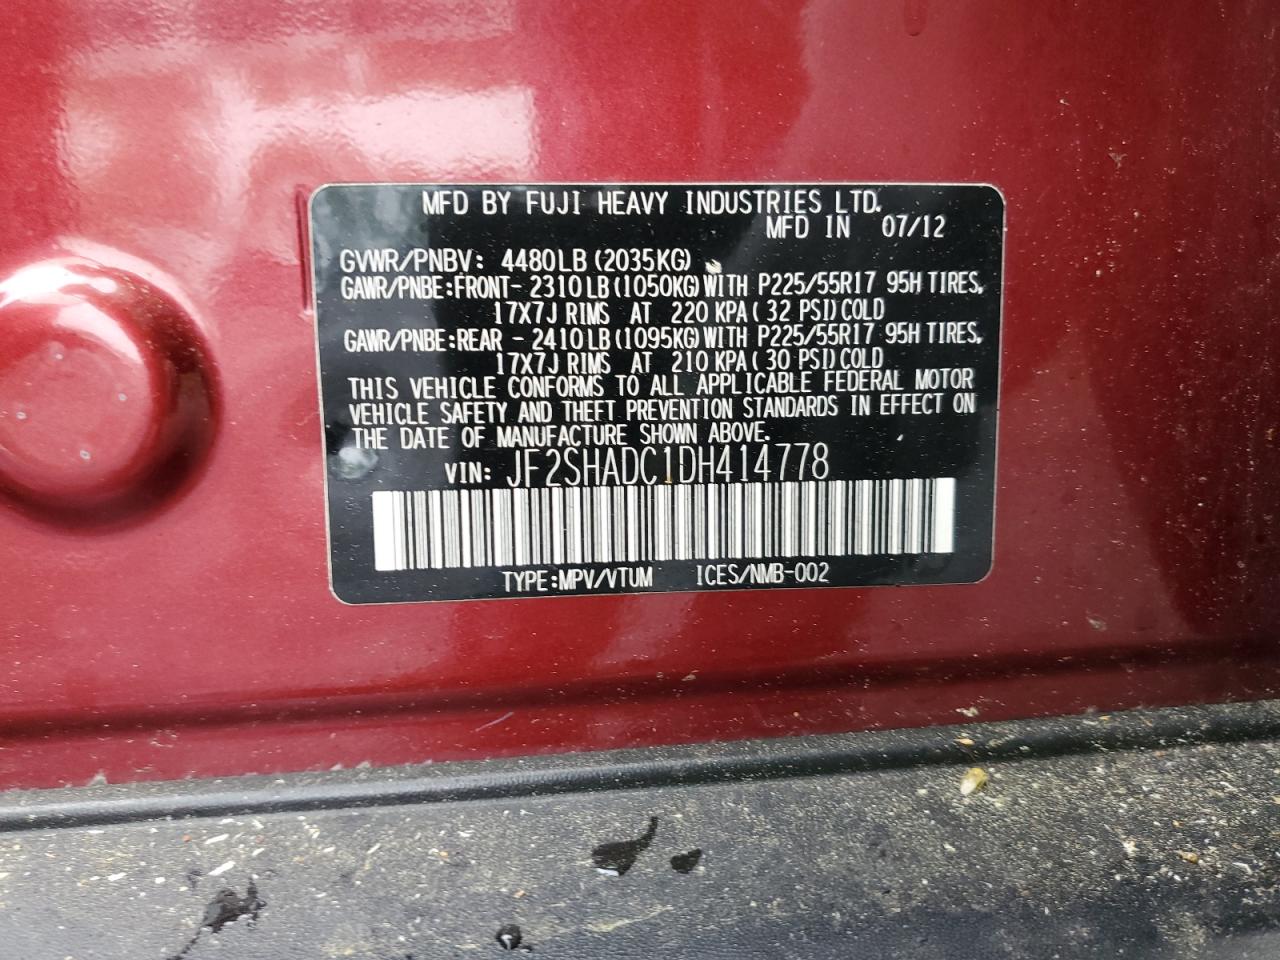 MFD BY FUJI HEAVY INDUSTRIES LTD.
MFD IN 07/12
GVWR/PNBV: 4480LB (2035KG)
GAWR/PNBE:FRONT- 2310LB(1050KG)WITH P225/55R17 95H TIRES,
17X7J RIMS AT 220 KPA( 32 PSI)COLD
GAWR/PNBE:REAR - 2410LB(1095KG)WITH P225/55R17 95H TIRES,
17X7J RIMS AT 210 KPA( 30 PSI)COLD
THIS VEHICLE CONFORMS TO ALL APPLICABLE FEDERAL MOTOR
VEHICLE SAFETY AND THEFT PREVENTION STANDARDS IN EFFECT ON
THE DATE OF MANUFACTURE SHOWN ABOVE.
VIN: JF2SHADC1DH414778
TYPE:MPV/VTUM ICES/NMB-002